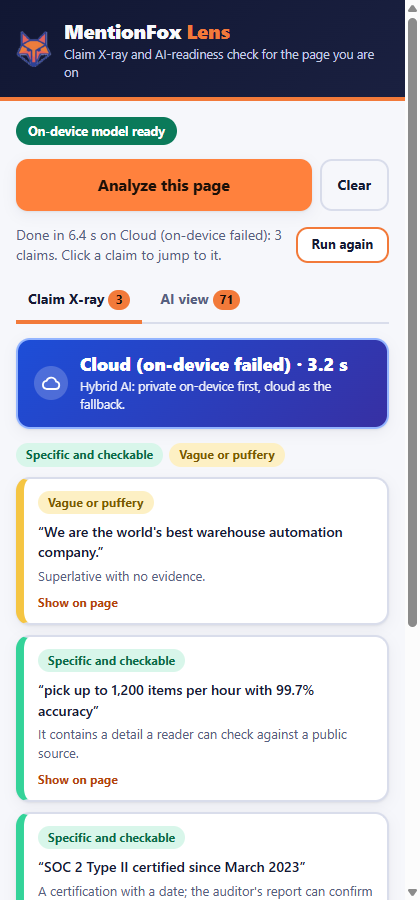 MentionFox Lens
Claim X-ray and AI-readiness check for the page you are
on
On-device model ready
Analyze this page
Clear
Done in 6.4 s on Cloud (on-device failed): 3
claims. Click a claim to jump to it.
Run again
Claim X-ray 3
AI view 71
Cloud (on-device failed) · 3.2 s
Hybrid AI: private on-device first, cloud as the
fallback.
Specific and checkable
Vague or puffery
Vague or puffery
“We are the world's best warehouse automation
company.”
Superlative with no evidence.
Show on page
Specific and checkable
“pick up to 1,200 items per hour with 99.7%
accuracy”
It contains a detail a reader can check against a public
source.
Show on page
Specific and checkable
“SOC 2 Type II certified since March 2023”
A certification with a date; the auditor's report can confirm